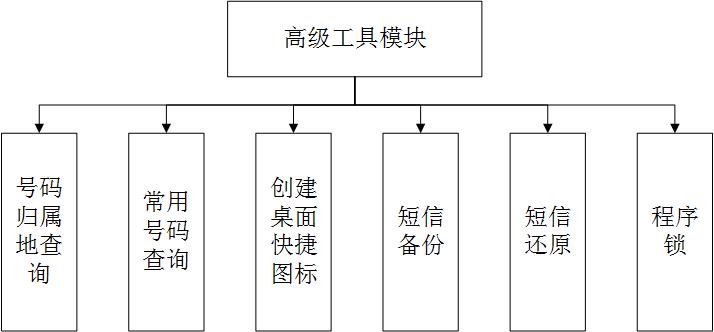 高级工具模块
号码
归属
地查
询
常用
号码
查询
创建
桌面
快捷
图标
短信
备份
短信
还原
程序
锁